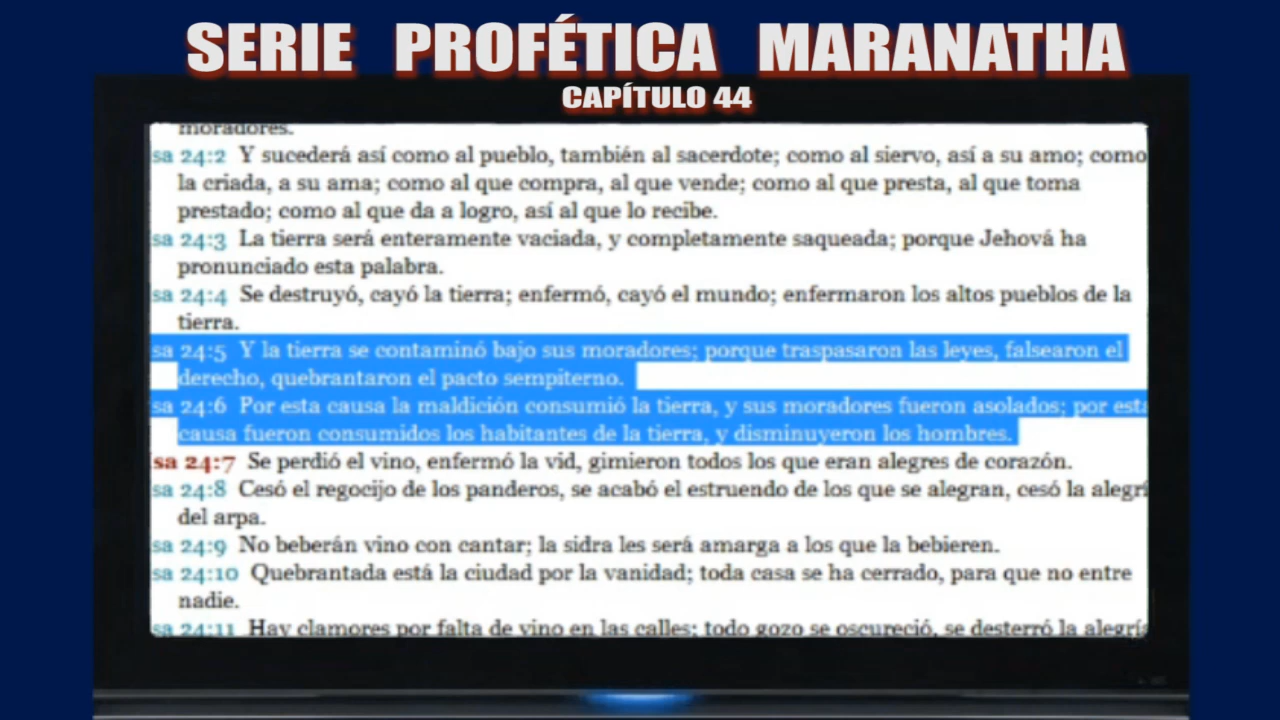 SERIE PROFÉTICA MARANATHA
CAPÍTULO 44
moradores.
sa 24:2 Y sucederá así como al pueblo, también al sacerdote; como al siervo, así a su amo; como
la criada, a su ama; como al que compra, al que vende; como al que presta, al que toma
prestado; como al que da a logro, así al que lo recibe.
sa 24:3 La tierra será enteramente vaciada, y completamente saqueada; porque Jehová ha
pronunciado esta palabra.
sa 24:4 Se destruyó, cayó la tierra; enfermó, cayó el mundo; enfermaron los altos pueblos de la
tierra.
sa 24:5 Y la tierra se contaminó bajo sus moradores; porque traspasaron las leyes, falsearon el
derecho, quebrantaron el pacto sempiterno.
sa 24:6 Por esta causa la maldición consumió la tierra, y sus moradores fueron asolados; por esta
causa fueron consumidos los habitantes de la tierra, y disminuyeron los hombres.
sa 24:7 Se perdió el vino, enfermó la vid, gimieron todos los que eran alegres de corazón.
sa 24:8 Cesó el regocijo de los panderos, se acabó el estruendo de los que se alegran, cesó la alegrí
del arpa.
sa 24:9 No beberán vino con cantar; la sidra les será amarga a los que la bebieren.
sa 24:10 Quebrantada está la ciudad por la vanidad; toda casa se ha cerrado, para que no entre
nadie.
sa 24:11 Hay clamores por falta de vino en las calles; todo gozo se oscureció, se desterró la alegría